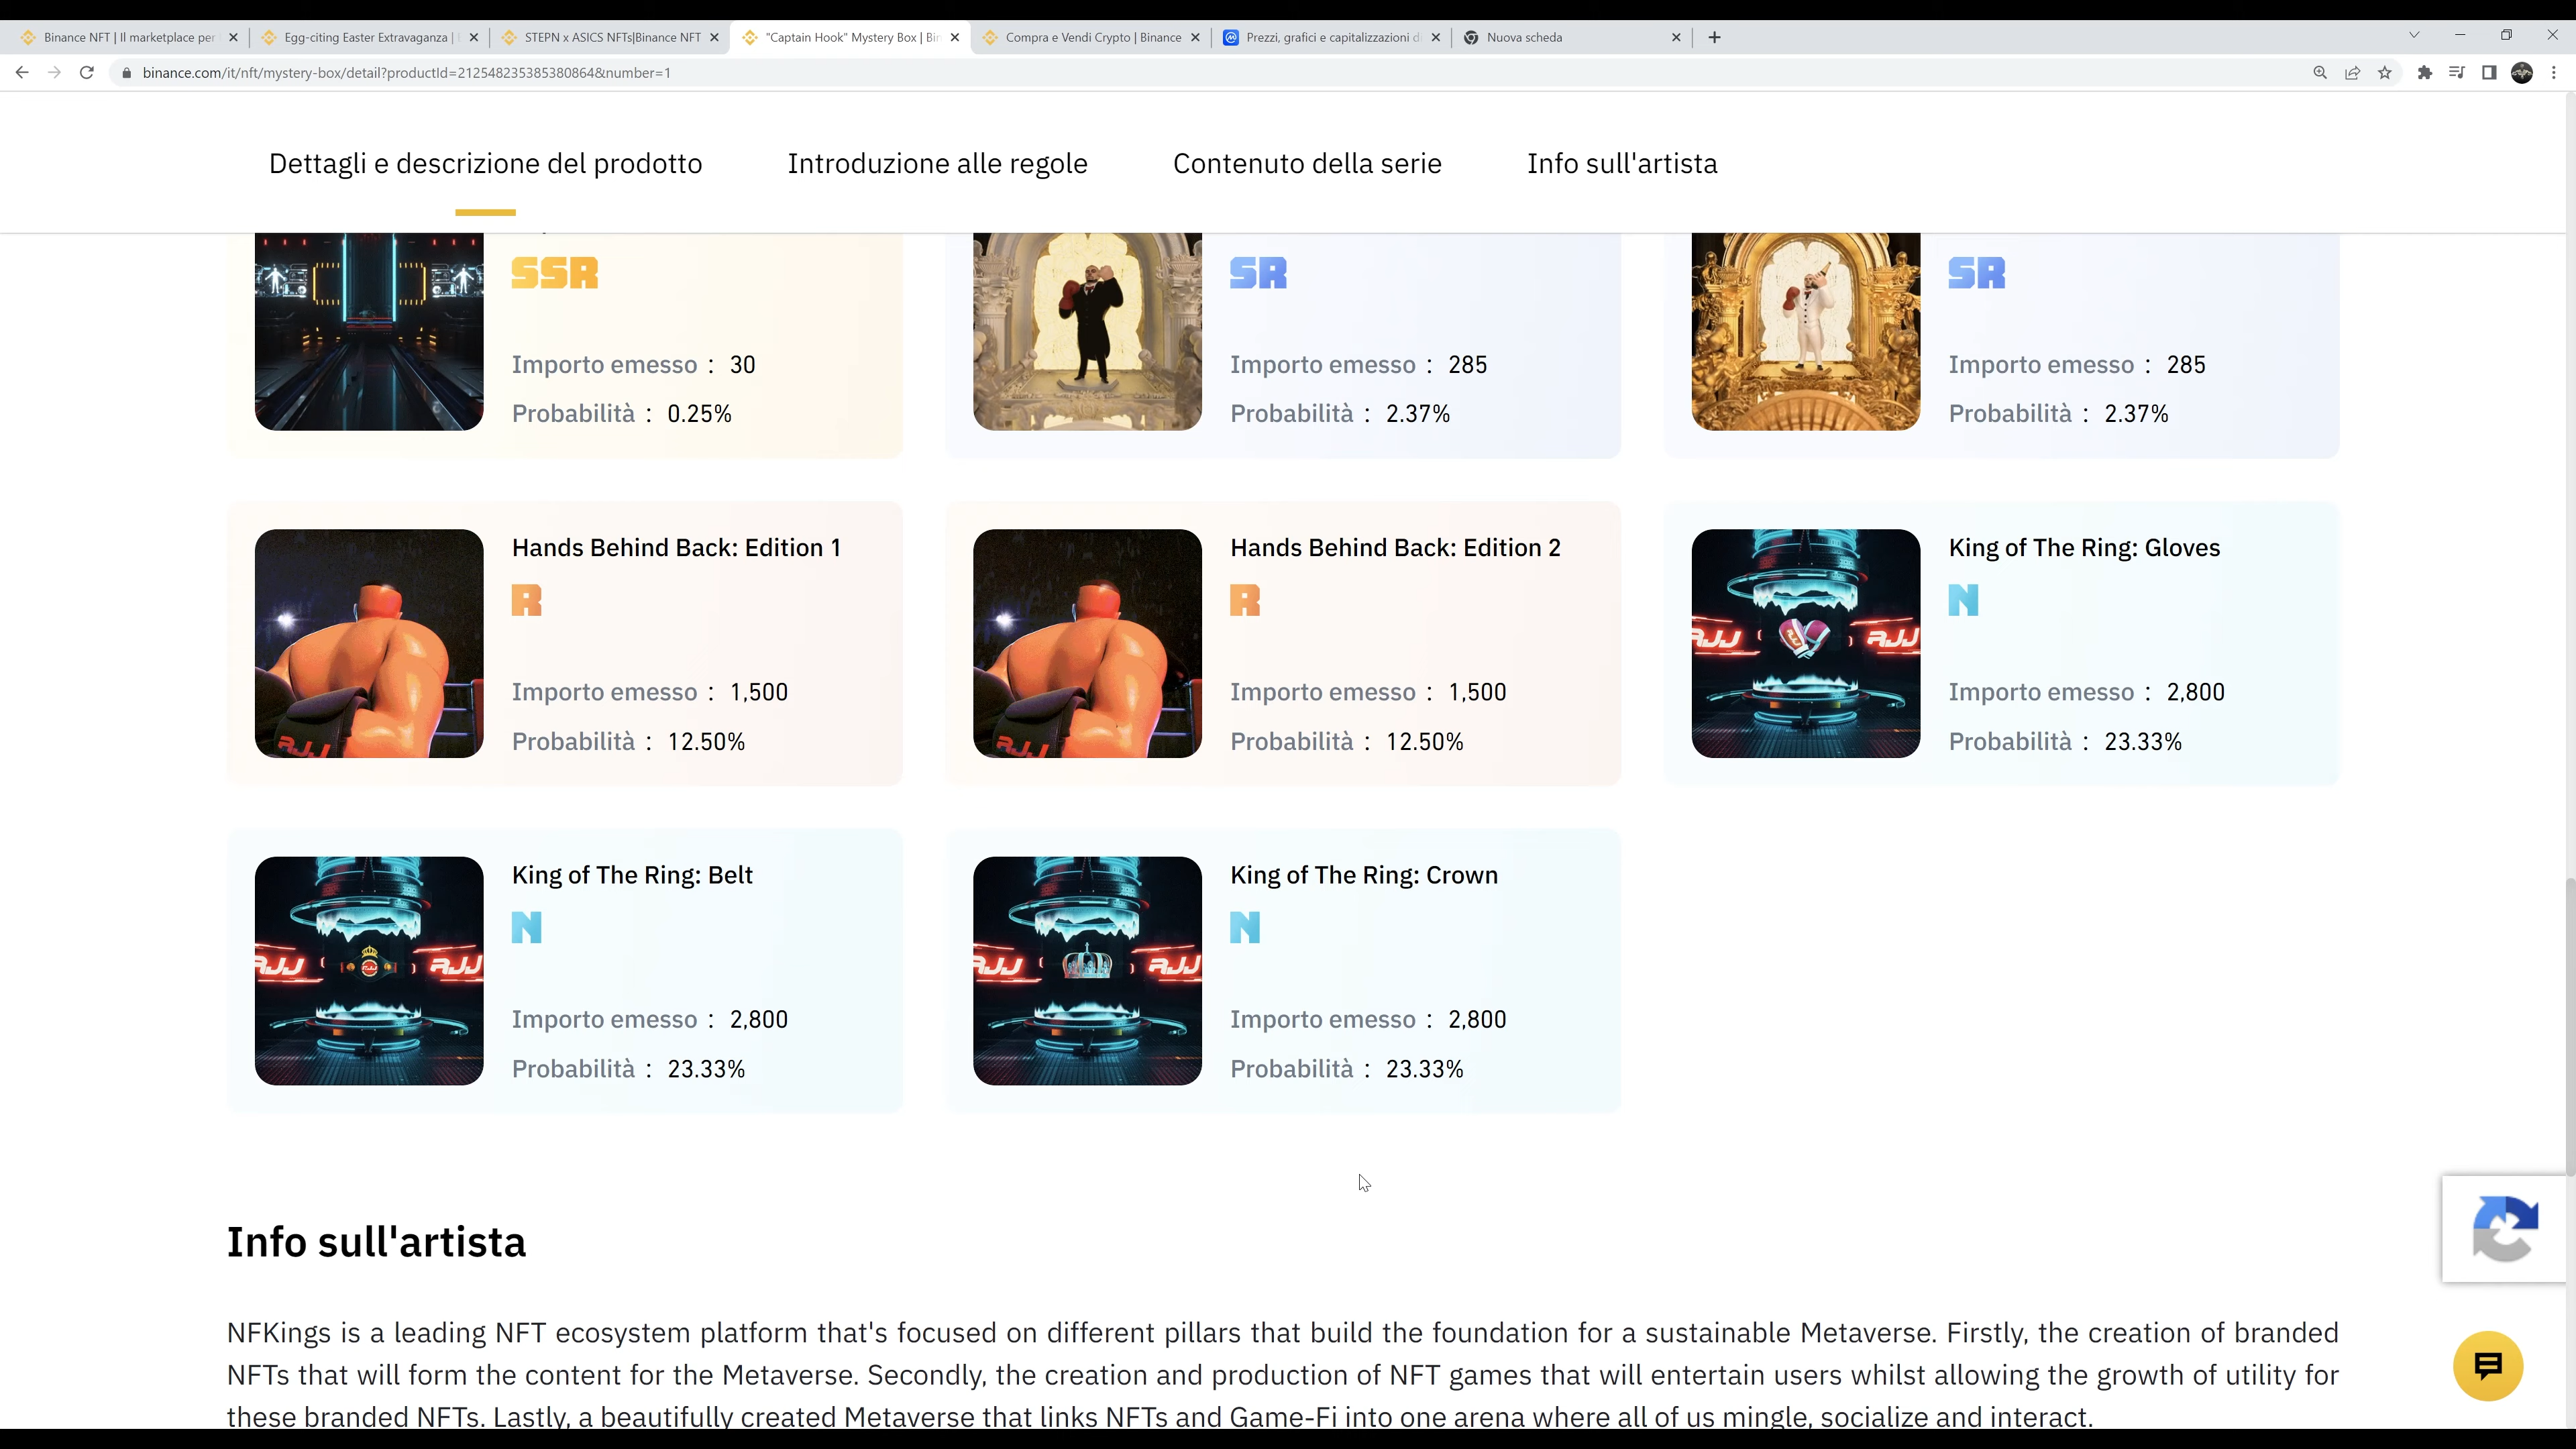 Binance NFT | Il marketplace per
Egg-citing Easter Extravaganza |
STEPN x ASICS NFTs|Binance NFT
"Captain Hook" Mystery Box | Bin
Compra e Vendi Crypto | Binance
Prezzi, grafici e capitalizzazioni d
Nuova scheda
binance.com/it/nft/mystery-box/detail?productId=212548235385380864&number=1
Dettagli e descrizione del prodotto
Introduzione alle regole
Contenuto della serie
Info sull'artista
SSR
Importo emesso : 30
Probabilità : 0.25%
SR
Importo emesso : 285
Probabilità : 2.37%
SR
Importo emesso : 285
Probabilità : 2.37%
RJJ
Hands Behind Back: Edition 1
R
Importo emesso : 1,500
Probabilità : 12.50%
RJJ
Hands Behind Back: Edition 2
R
Importo emesso : 1,500
Probabilità : 12.50%
RJJ RJJ
King of The Ring: Gloves
N
Importo emesso : 2,800
Probabilità : 23.33%
RJJ RJJ
King of The Ring: Belt
N
Importo emesso : 2,800
Probabilità : 23.33%
RJJ RJJ
King of The Ring: Crown
N
Importo emesso : 2,800
Probabilità : 23.33%
Info sull'artista
NFKings is a leading NFT ecosystem platform that's focused on different pillars that build the foundation for a sustainable Metaverse. Firstly, the creation of branded
NFTs that will form the content for the Metaverse. Secondly, the creation and production of NFT games that will entertain users whilst allowing the growth of utility for
these branded NFTs. Lastly, a beautifully created Metaverse that links NFTs and Game-Fi into one arena where all of us mingle, socialize and interact.